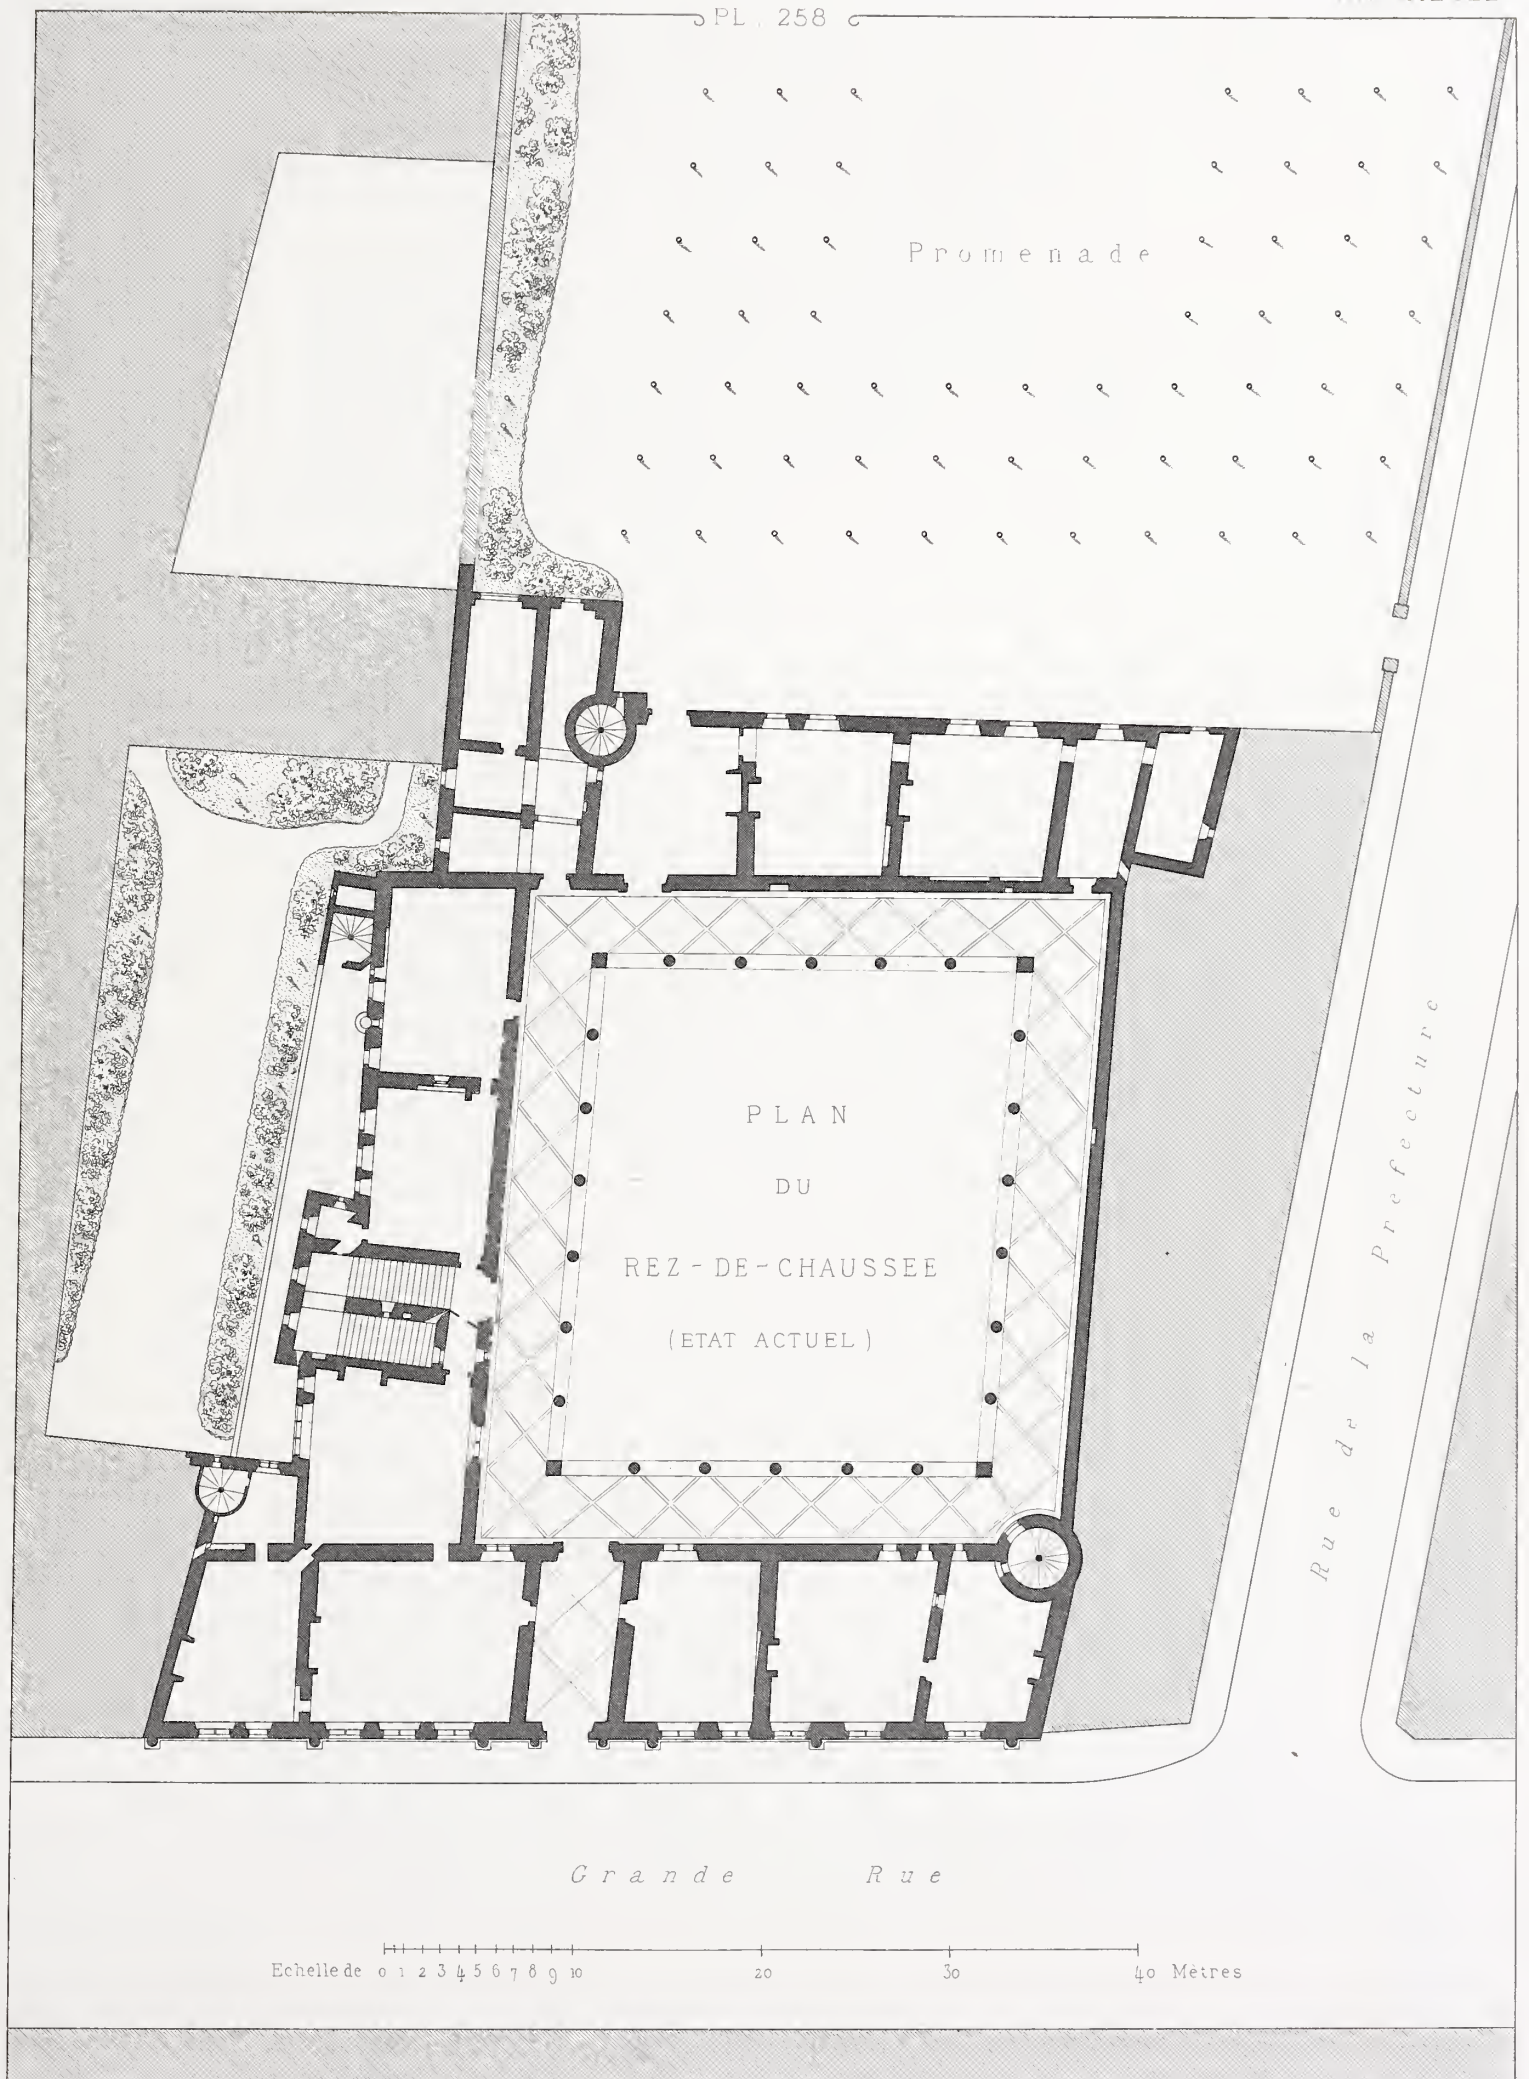 PL. 258
Promenade
PLAN
DU
REZ-DE-CHAUSSEE
(ETAT ACTUEL)
Rue de la Prefecture
Grande Rue
Echelle de 0 1 2 3 4 5 6 7 8 9 10 20 30 40 Mètres